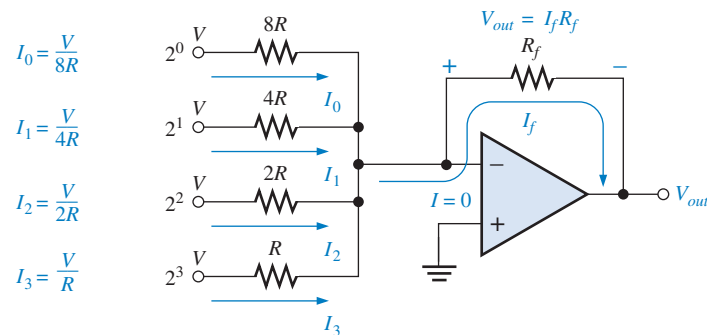 V_out = I_f R_f
I_0 = V/8R
2^0
V
8R
I_0
R_f
+
−
I_1 = V/4R
2^1
V
4R
I_1
I_f
I_2 = V/2R
2^2
V
2R
I_2
I = 0
−
+
V_out
I_3 = V/R
2^3
V
R
I_3